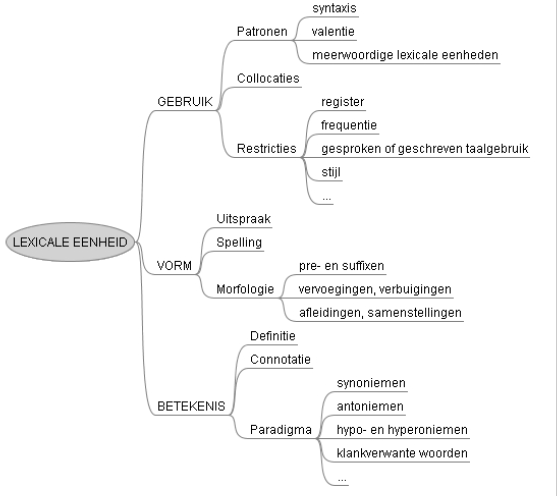 syntaxis
Patronen
valentie
meerwoordige lexicale eenheden
Collocaties
GEBRUIK
register
frequentie
Restricties
gesproken of geschreven taalgebruik
stijl
...
LEXICALE EENHEID
Uitspraak
Spelling
VORM
pre- en suffixen
Morfologie
vervoegingen, verbuigingen
afleidingen, samenstellingen
Definitie
Connotatie
BETEKENIS
synoniemen
antoniemen
Paradigma
hypo- en hyperoniemen
klankverwante woorden
...